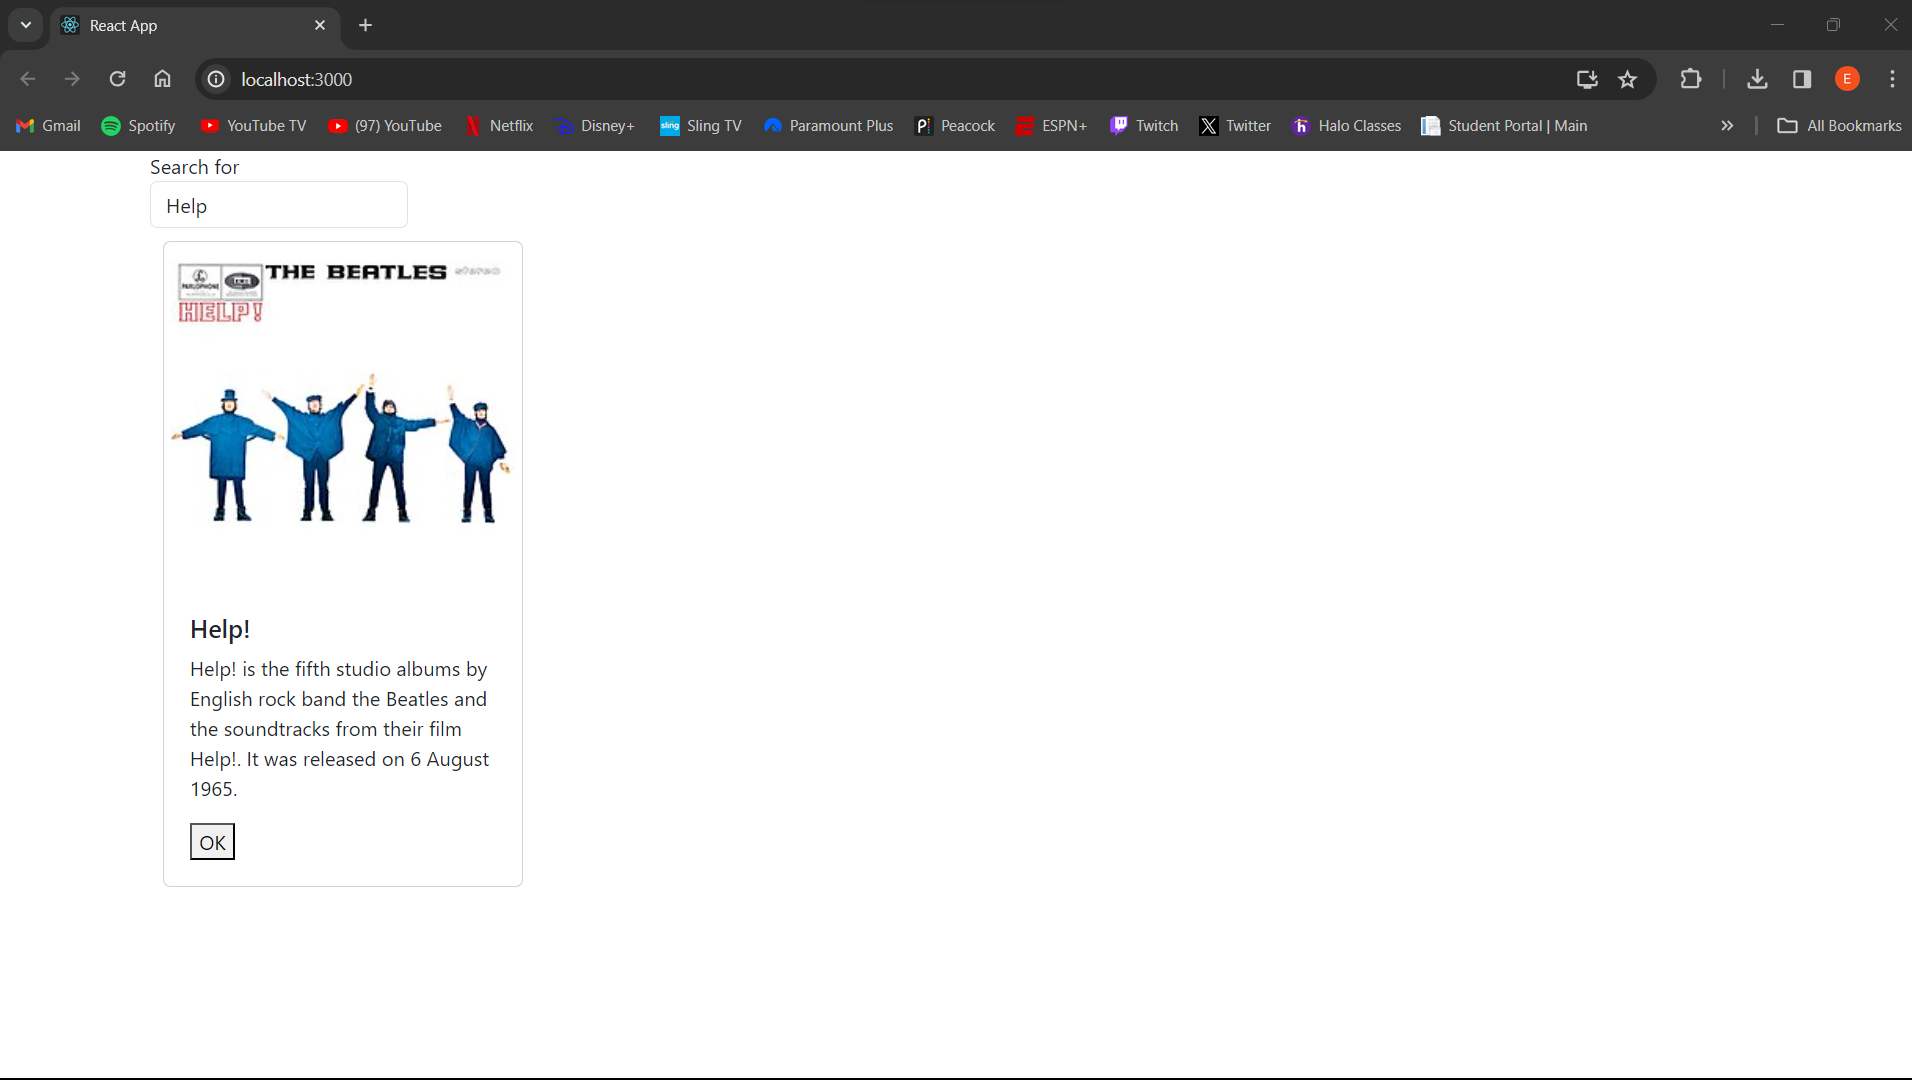 React App
localhost:3000
E
Gmail Spotify YouTube TV (97) YouTube Netflix Disney+ sling Sling TV Paramount Plus Peacock ESPN+ Twitch Twitter Halo Classes Student Portal | Main All Bookmarks
Search for
Help
THE BEATLES stereo
PARLOPHONE
HELP!
Help!
Help! is the fifth studio albums by
English rock band the Beatles and
the soundtracks from their film
Help!. It was released on 6 August
1965.
OK